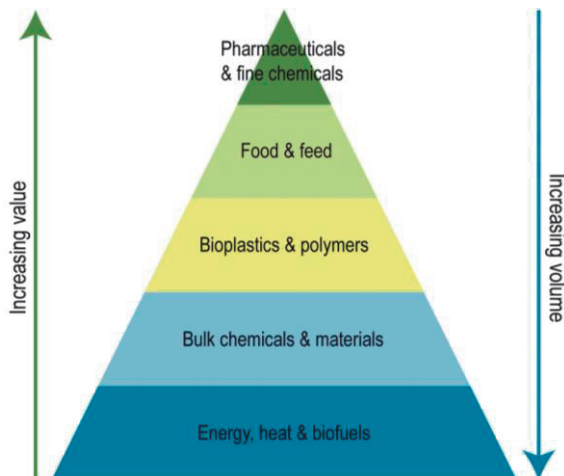 Pharmaceuticals
& fine chemicals
Food & feed
Bioplastics & polymers
Bulk chemicals & materials
Energy, heat & biofuels
Increasing value
Increasing volume